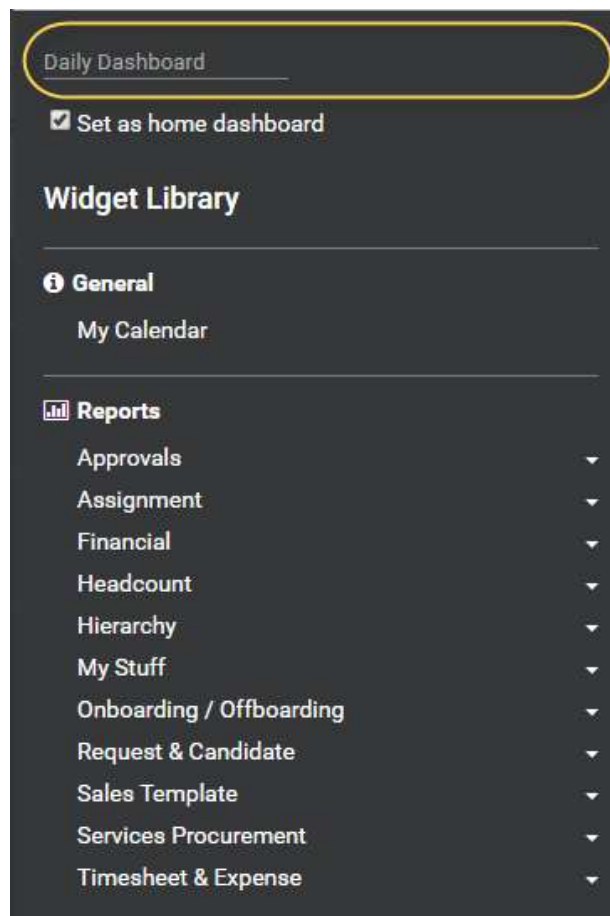 Daily Dashboard
Set as home dashboard
Widget Library
General
My Calendar
Reports
Approvals
Assignment
Financial
Headcount
Hierarchy
My Stuff
Onboarding / Offboarding
Request & Candidate
Sales Template
Services Procurement
Timesheet & Expense